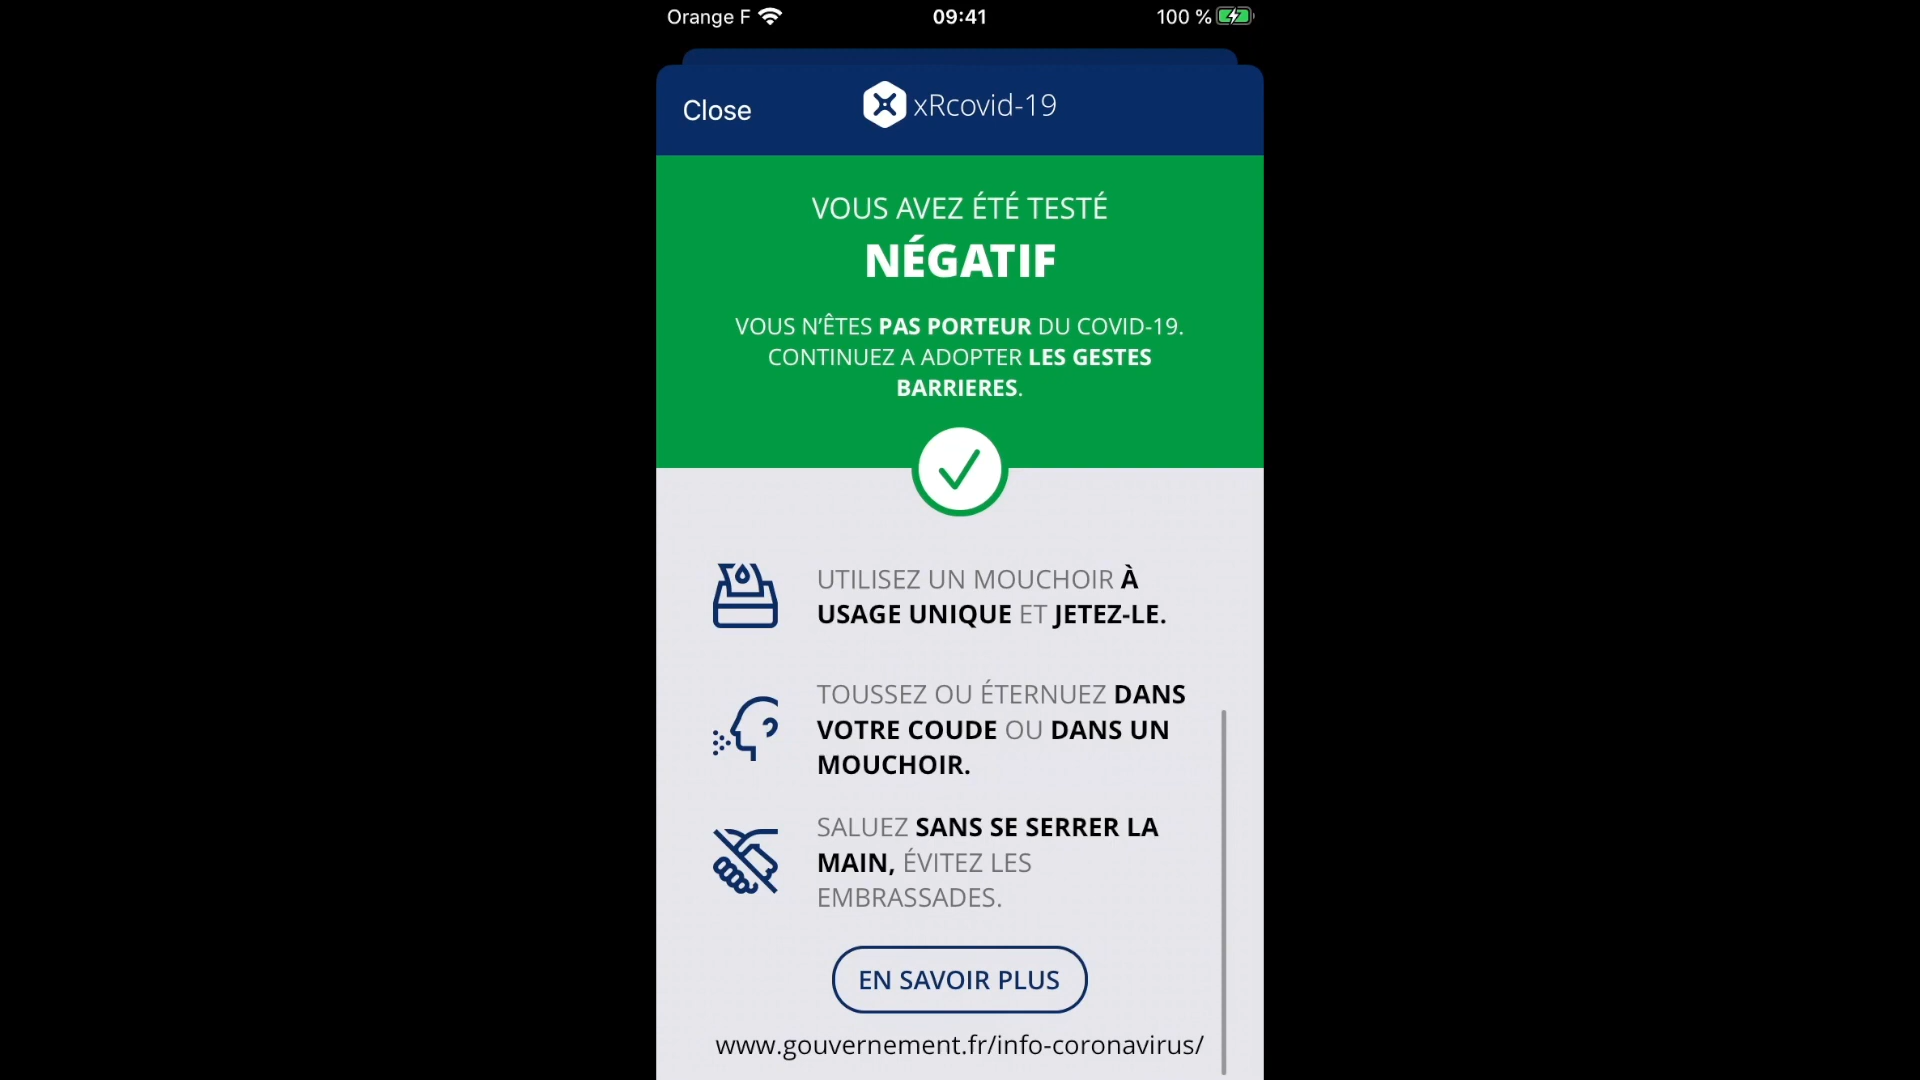 Orange F 09:41 100 %
Close xRcovid-19
VOUS AVEZ ÉTÉ TESTÉ
NÉGATIF
VOUS N'ÊTES PAS PORTEUR DU COVID-19.
CONTINUEZ A ADOPTER LES GESTES
BARRIERES.
UTILISEZ UN MOUCHOIR À
USAGE UNIQUE ET JETEZ-LE.
TOUSSEZ OU ÉTERNUEZ DANS
VOTRE COUDE OU DANS UN
MOUCHOIR.
SALUEZ SANS SE SERRER LA
MAIN, ÉVITEZ LES
EMBRASSADES.
EN SAVOIR PLUS
www.gouvernement.fr/info-coronavirus/